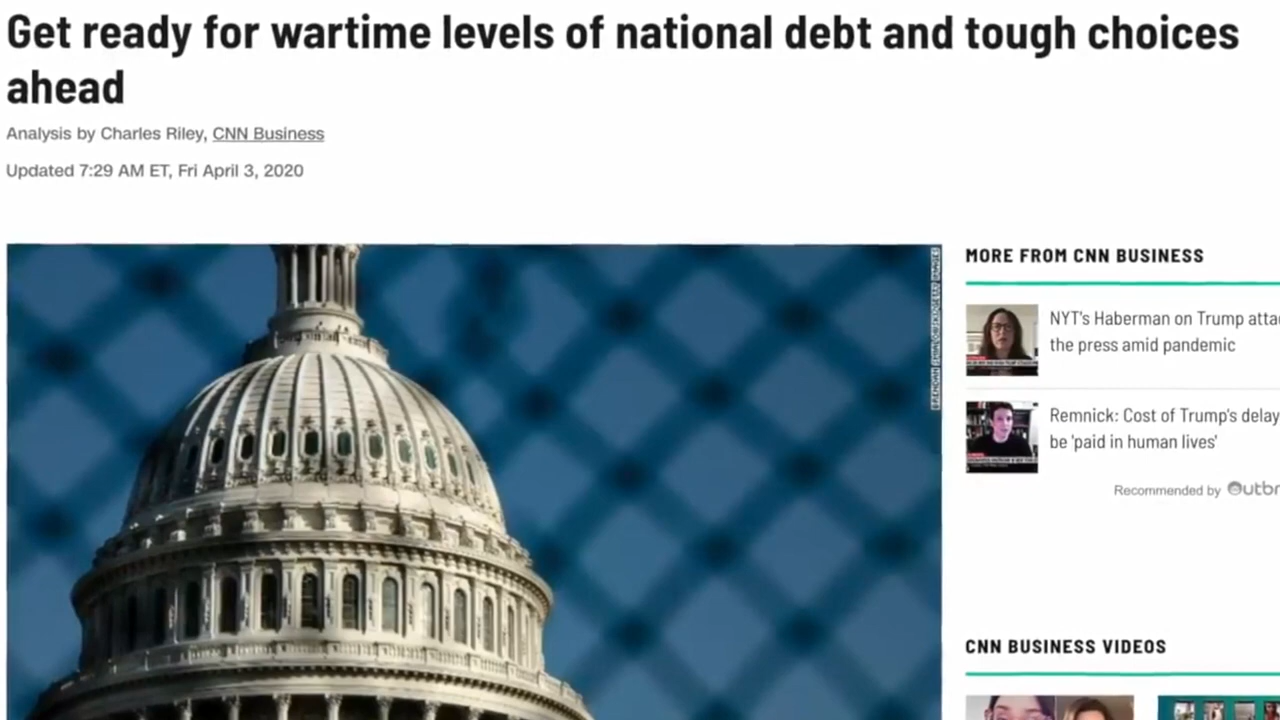 Get ready for wartime levels of national debt and tough choices
ahead
Analysis by Charles Riley, CNN Business
Updated 7:29 AM ET, Fri April 3, 2020
MORE FROM CNN BUSINESS
NYT's Haberman on Trump atta
the press amid pandemic
Remnick: Cost of Trump's delay
be 'paid in human lives'
Recommended by Outbr
CNN BUSINESS VIDEOS